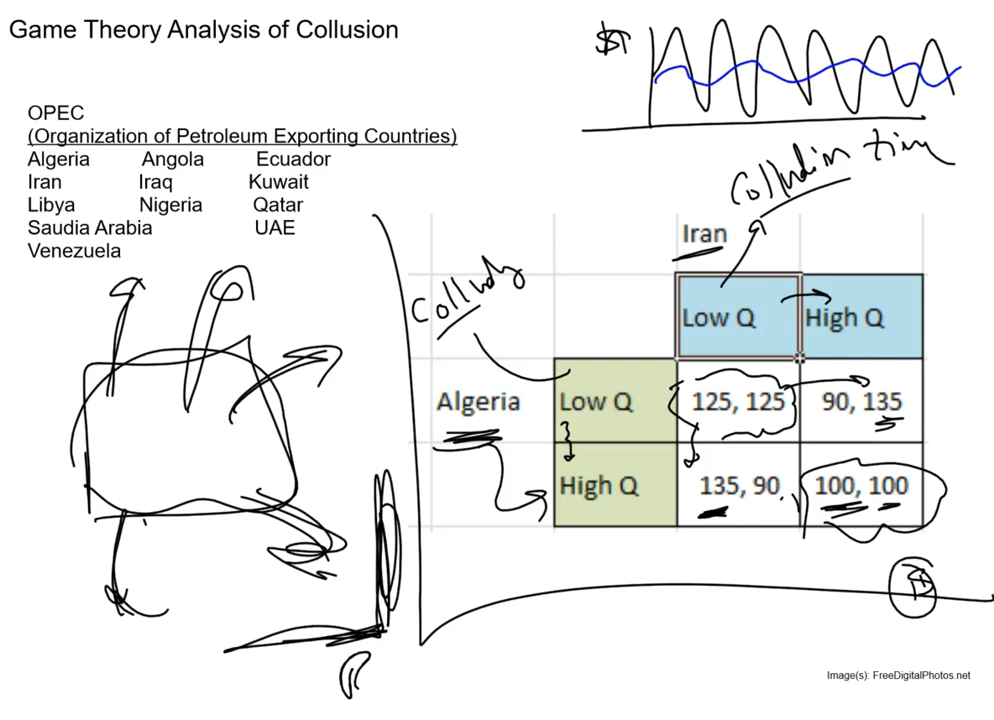 Game Theory Analysis of Collusion
OPEC
(Organization of Petroleum Exporting Countries)
Algeria Angola Ecuador
Iran Iraq Kuwait
Libya Nigeria Qatar
Saudia Arabia UAE
Venezuela
Iran
Low Q High Q
Algeria Low Q 125, 125 90, 135
High Q 135, 90 100, 100
Image(s): FreeDigitalPhotos.net